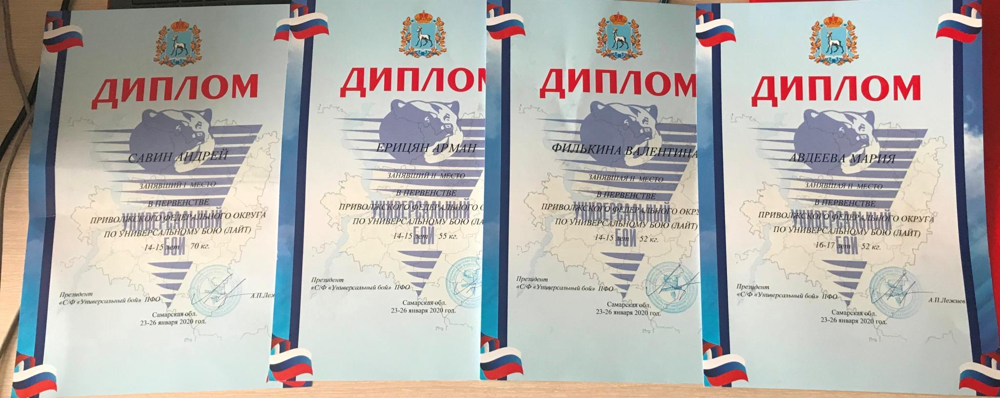 ДИПЛОМ
САВИН АНДРЕЙ
ЗАНЯВШИЙ I МЕСТО
В ПЕРВЕНСТВЕ
УНИВЕРСАЛЬНЫЙ
ПРИВОЛЖСКОГО ФЕДЕРАЛЬНОГО ОКРУГА
ПО УНИВЕРСАЛЬНОМУ БОЮ (ЛАЙТ)
БОЙ
14-15 лет 70 кг.
Президент
«С/Ф «Универсальный бой» ПФО
А.П.Леж
Самарская обл.
23-26 января 2020 год.
ДИПЛОМ
ЕРИЦЯН АРМАН
ЗАНЯВШИЙ II МЕСТО
В ПЕРВЕНСТВЕ
УНИВЕРСАЛЬНЫЙ
ПРИВОЛЖСКОГО ФЕДЕРАЛЬНОГО О
ПО УНИВЕРСАЛЬНОМУ БОЮ (ЛА
БОЙ
14-15 лет 55 кг.
Президент
«С/Ф «Универсальный бой» ПФО
Самарская обл.
23-26 января 2020 год.
ДИПЛОМ
ФИЛЬКИНА ВАЛЕНТИНА
ЗАНЯВШАЯ II МЕСТО
В ПЕРВЕНСТВЕ
УНИВЕРСАЛЬНЫЙ
ПРИВОЛЖСКОГО ФЕДЕРАЛЬНОГО ОКРУ
ПО УНИВЕРСАЛЬНОМУ БОЮ (ЛАЙТ)
БОЙ
14-15 лет 52 кг.
Президент
«С/Ф «Универсальный бой» ПФО
Самарская обл.
23-26 января 2020 год.
ДИПЛОМ
АВДЕЕВА МАРИЯ
ЗАНЯВШАЯ II МЕСТО
В ПЕРВЕНСТВЕ
УНИВЕРСАЛЬНЫЙ
ПРИВОЛЖСКОГО ФЕДЕРАЛЬНОГО ОКРУГА
ПО УНИВЕРСАЛЬНОМУ БОЮ (ЛАЙТ)
БОЙ
16-17 лет 52 кг.
Президент
«С/Ф «Универсальный бой» ПФО
А.П.Лежнев
Самарская обл.
23-26 января 2020 год.